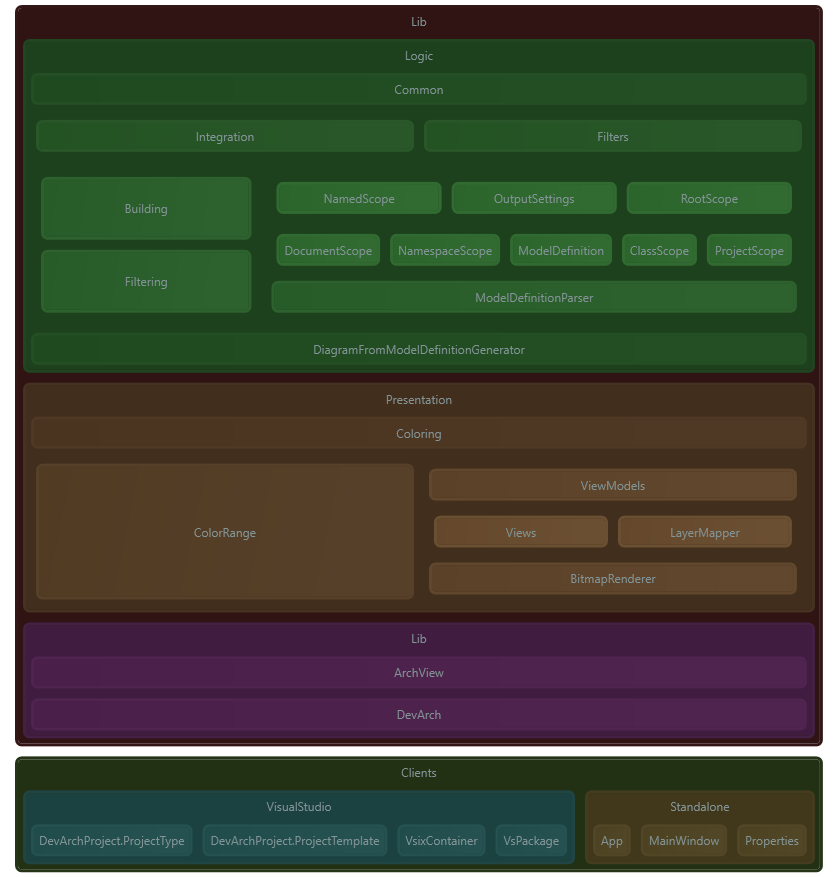 Lib
Logic
Common
Integration
Filters
Building
NamedScope
OutputSettings
RootScope
DocumentScope
NamespaceScope
ModelDefinition
ClassScope
ProjectScope
Filtering
ModelDefinitionParser
DiagramFromModelDefinitionGenerator
Presentation
Coloring
ColorRange
ViewModels
Views
LayerMapper
BitmapRenderer
Lib
ArchView
DevArch
Clients
VisualStudio
DevArchProject.ProjectType
DevArchProject.ProjectTemplate
VsixContainer
VsPackage
Standalone
App
MainWindow
Properties